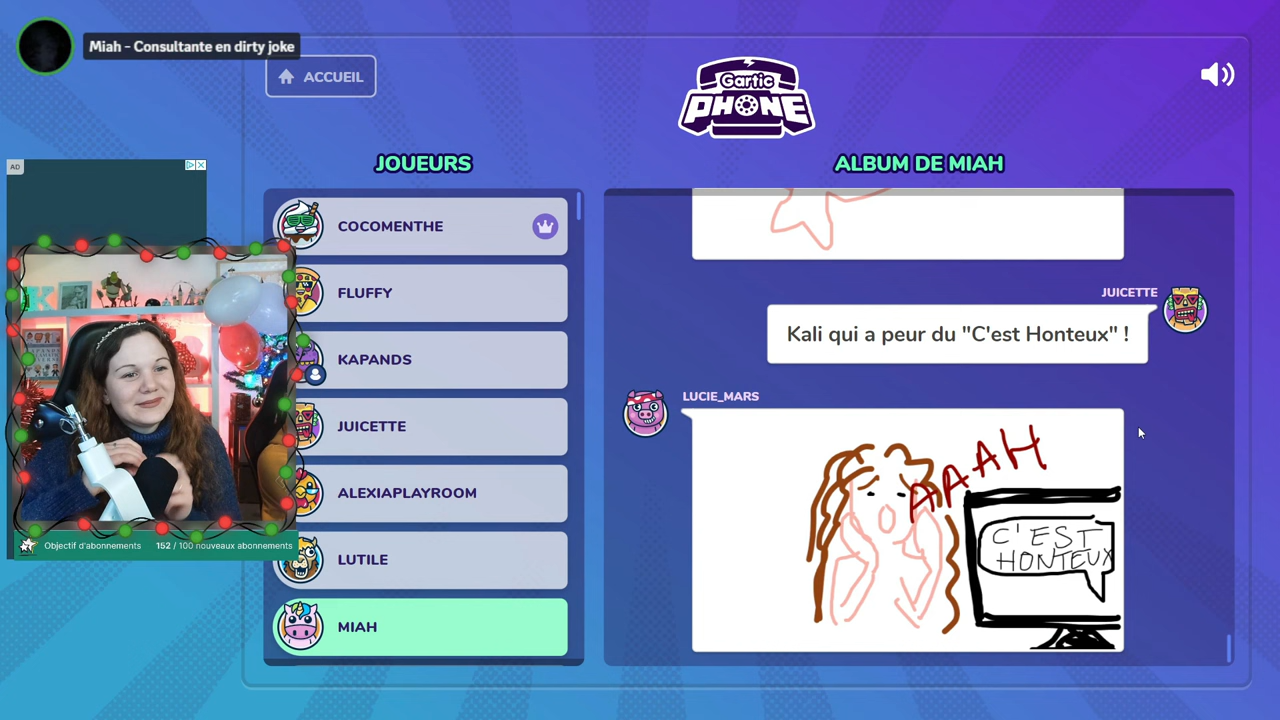 Miah - Consultante en dirty joke
ACCUEIL
Gartic
PHONE
JOUEURS
ALBUM DE MIAH
AD
COCOMENTHE
FLUFFY
KAPANDS
JUICETTE
ALEXIAPLAYROOM
LUTILE
MIAH
JUICETTE
Kali qui a peur du "C'est Honteux" !
LUCIE_MARS
AAAH
C'EST
HONTEUX
K
Objectif d'abonnements 152 / 100 nouveaux abonnements